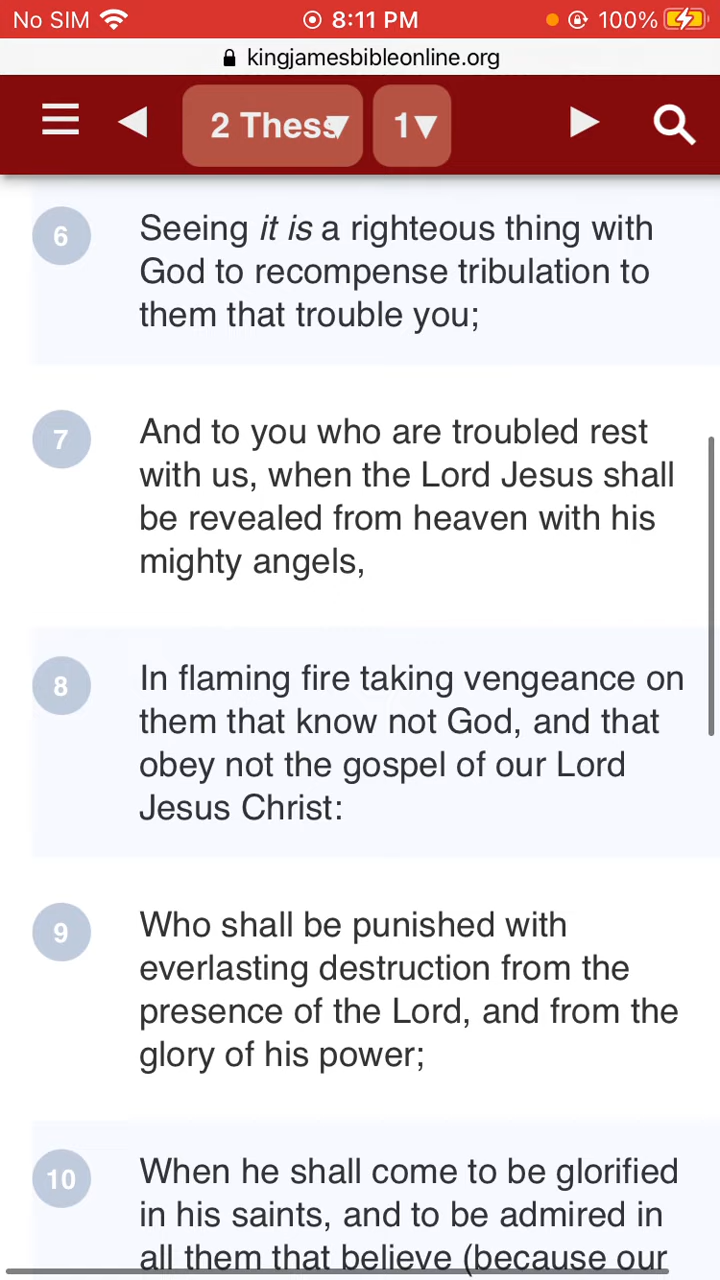 No SIM 8:11 PM 100%
kingjamesbibleonline.org
2 Thess 1
6 Seeing it is a righteous thing with
God to recompense tribulation to
them that trouble you;
7 And to you who are troubled rest
with us, when the Lord Jesus shall
be revealed from heaven with his
mighty angels,
8 In flaming fire taking vengeance on
them that know not God, and that
obey not the gospel of our Lord
Jesus Christ:
9 Who shall be punished with
everlasting destruction from the
presence of the Lord, and from the
glory of his power;
10 When he shall come to be glorified
in his saints, and to be admired in
all them that believe (because our